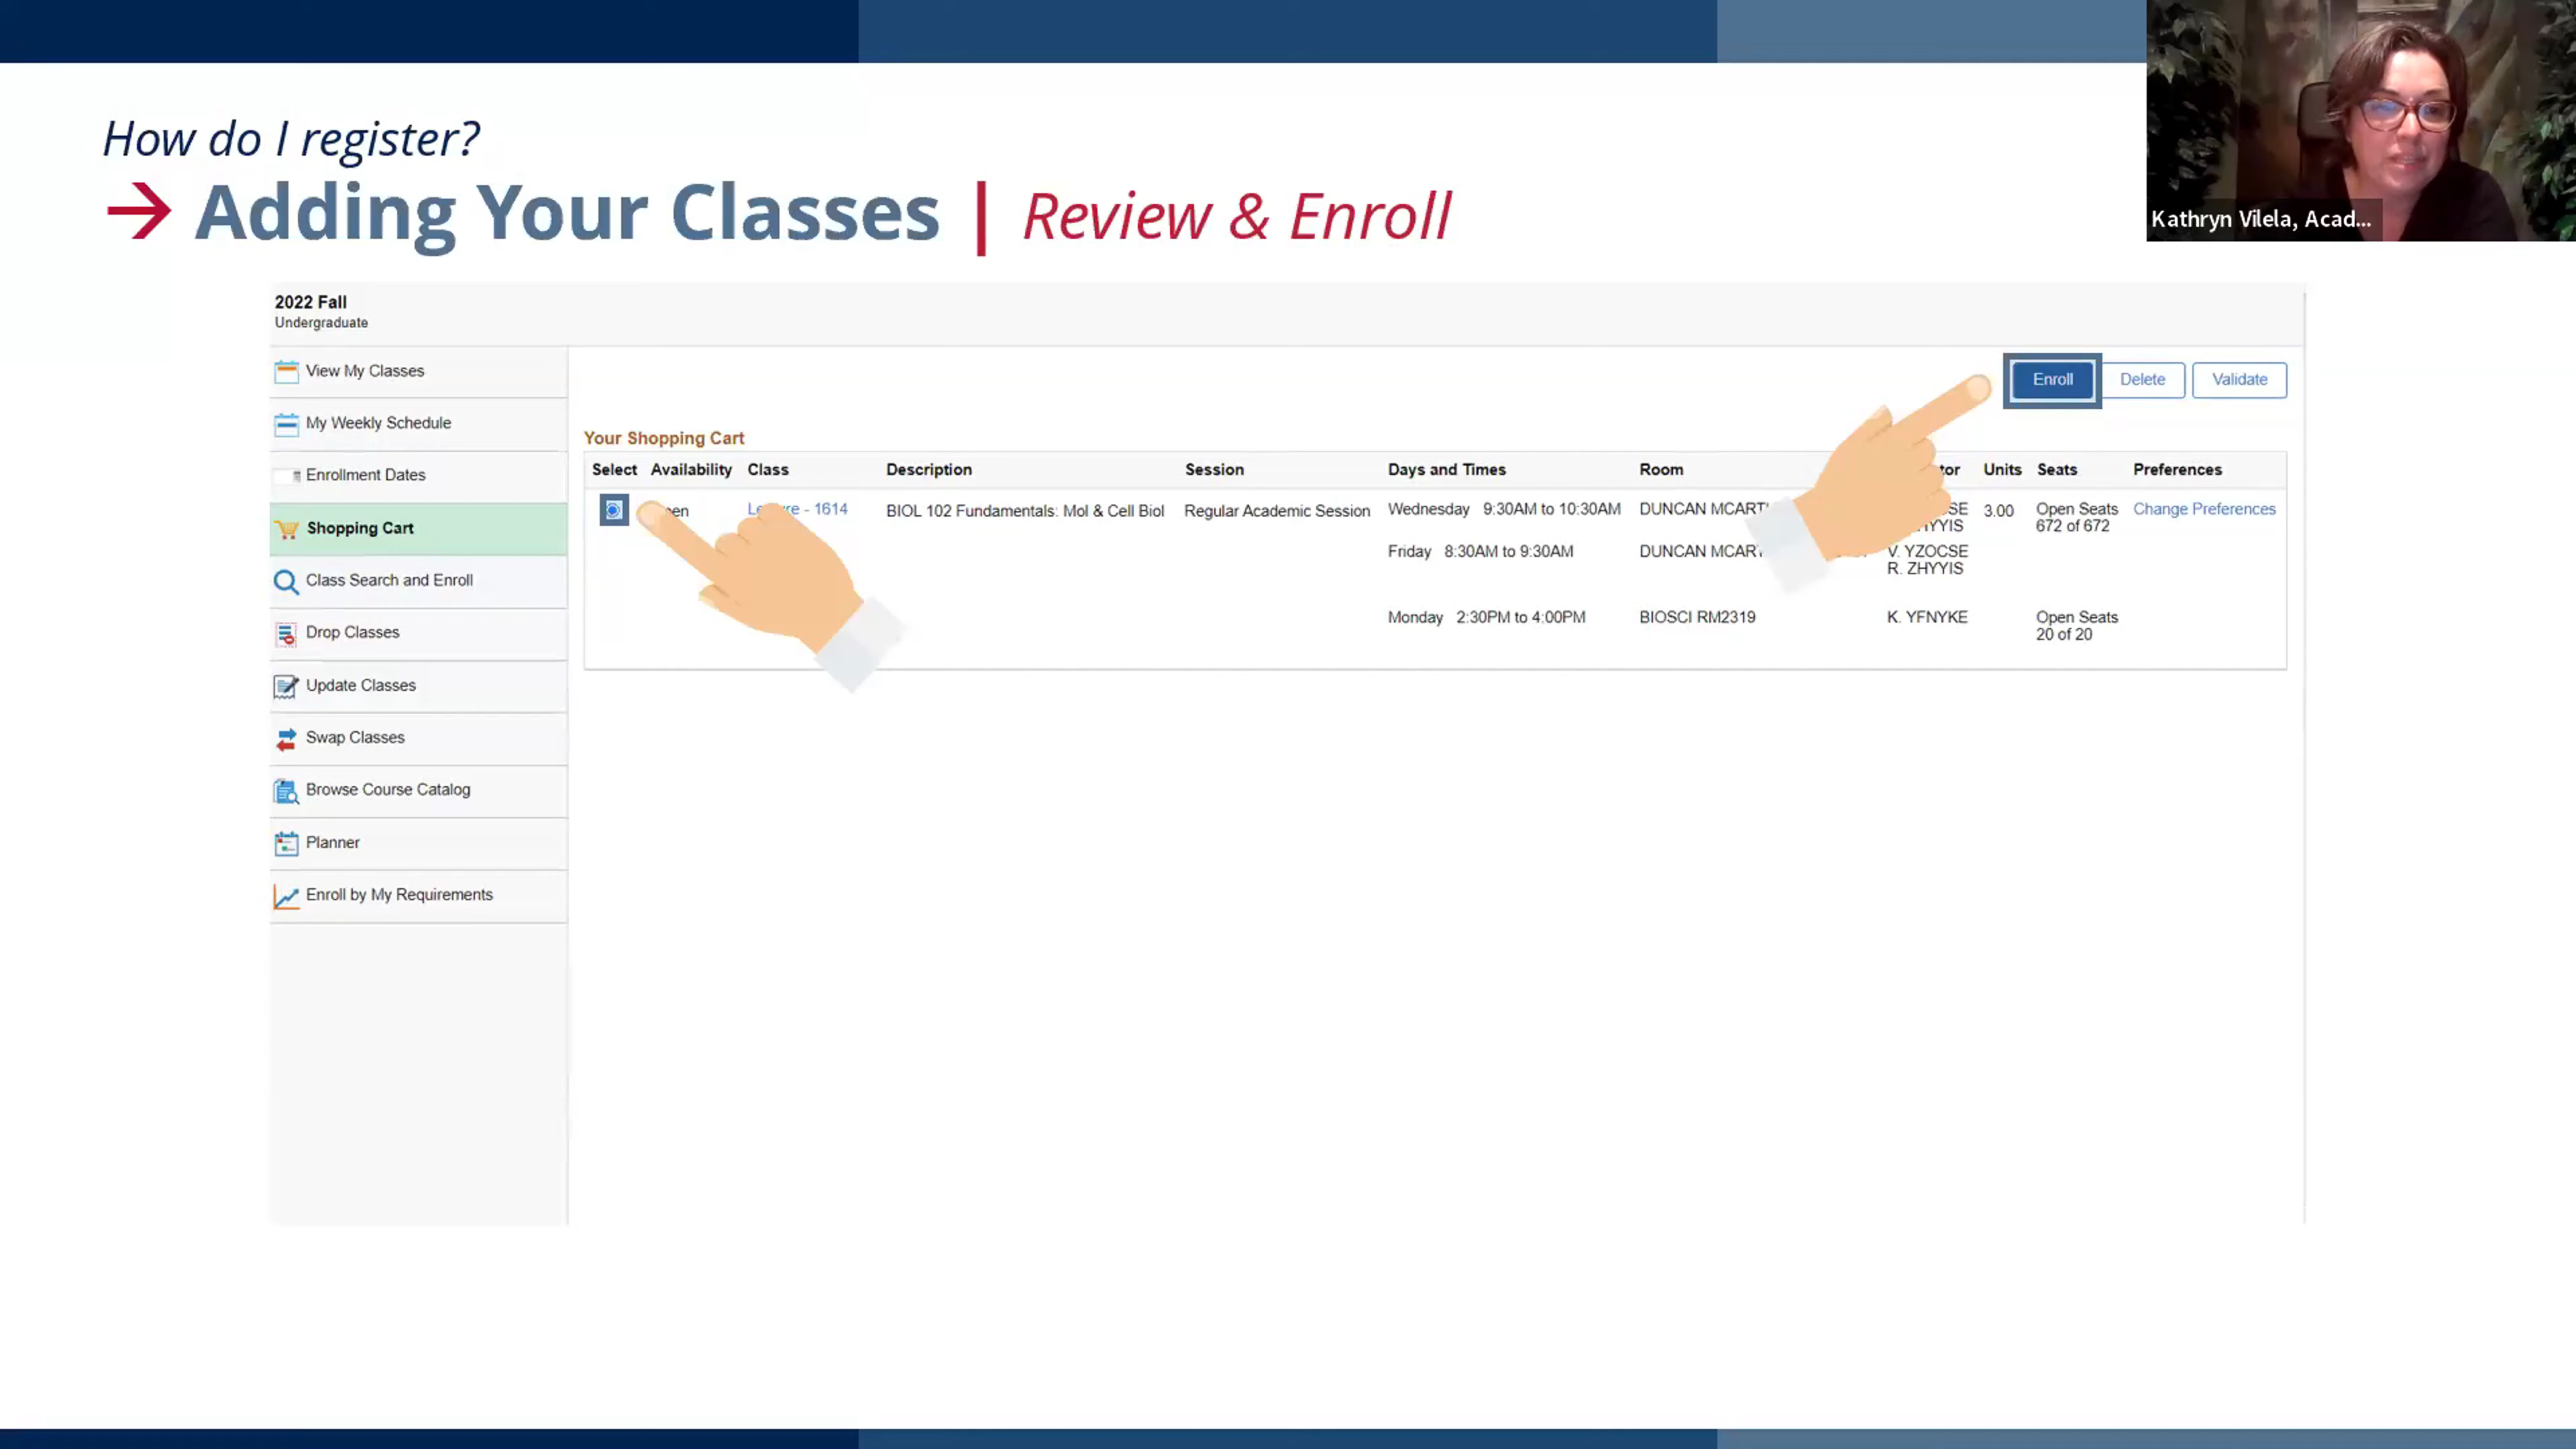 How do I register?
→ Adding Your Classes | Review & Enroll
Kathryn Vilela, Acad...
2022 Fall
Undergraduate
View My Classes
My Weekly Schedule
Enrollment Dates
Shopping Cart
Class Search and Enroll
Drop Classes
Update Classes
Swap Classes
Browse Course Catalog
Planner
Enroll by My Requirements
Enroll Delete Validate
Your Shopping Cart
Select Availability Class Description Session Days and Times Room Units Seats Preferences
1614 BIOL 102 Fundamentals: Mol & Cell Biol Regular Academic Session Wednesday 9:30AM to 10:30AM DUNCAN 3.00 Open Seats Change Preferences
672 of 672
Friday 8:30AM to 9:30AM DUNCAN V. YZOCSE
R. ZHYYIS
Monday 2:30PM to 4:00PM BIOSCI RM2319 K. YFNYKE Open Seats
20 of 20